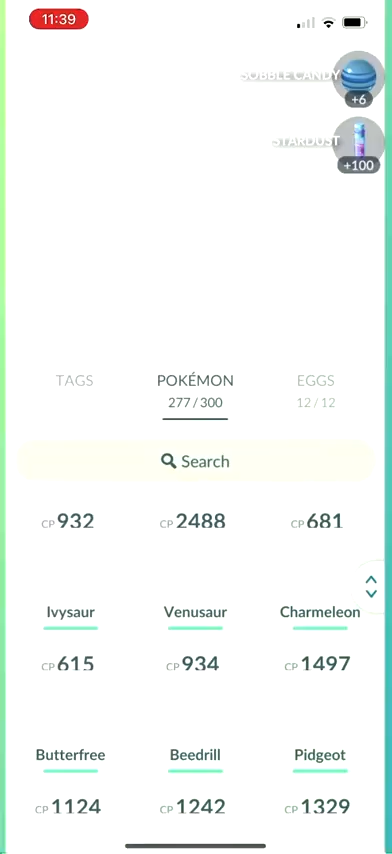 11:39
SOBBLE CANDY
+6
STARDUST
+100
TAGS POKÉMON EGGS
277 / 300 12 / 12
Search
CP 932 CP 2488 CP 681
Ivysaur Venusaur Charmeleon
CP 615 CP 934 CP 1497
Butterfree Beedrill Pidgeot
CP 1124 CP 1242 CP 1329